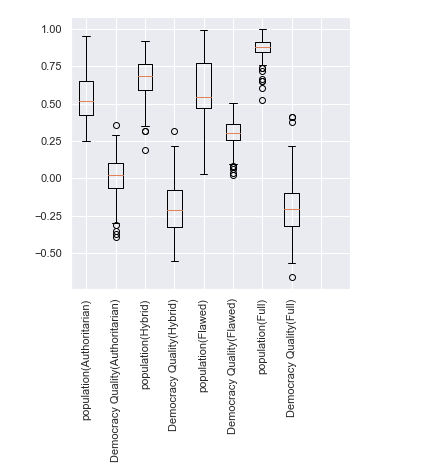 1.00
0.75
0.50
0.25
0.00
−0.25
−0.50
population(Authoritarian)
Democracy Quality(Authoritarian)
population(Hybrid)
Democracy Quality(Hybrid)
population(Flawed)
Democracy Quality(Flawed)
population(Full)
Democracy Quality(Full)